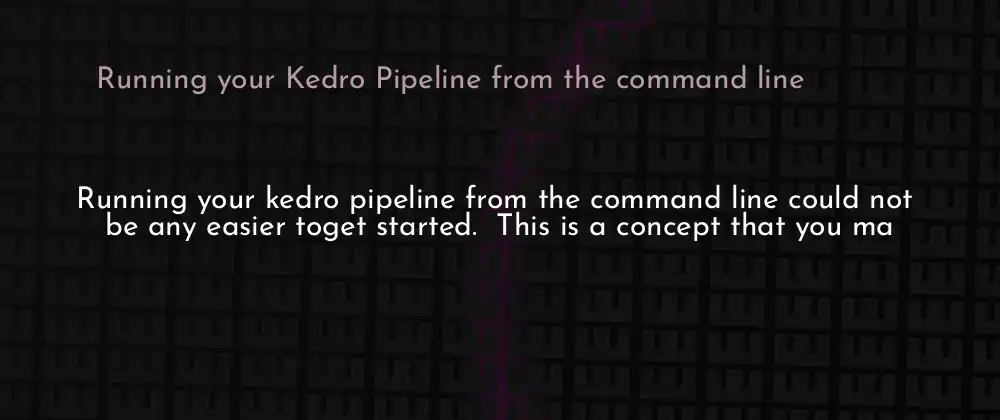 Running your Kedro Pipeline from the command line
Running your kedro pipeline from the command line could not
be any easier toget started.  This is a concept that you ma